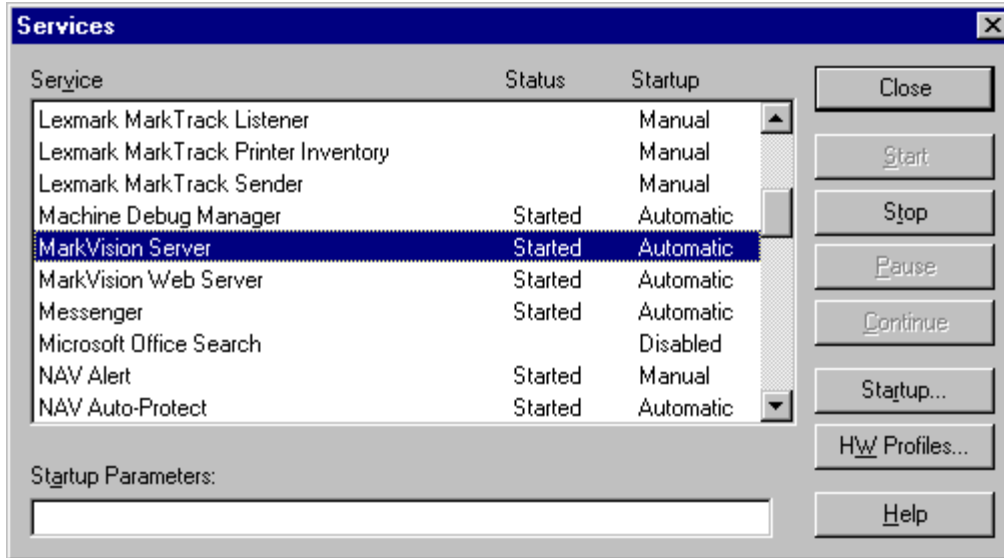 Services
Service Status Startup
Lexmark MarkTrack Listener Manual
Lexmark MarkTrack Printer Inventory Manual
Lexmark MarkTrack Sender Manual
Machine Debug Manager Started Automatic
MarkVision Server Started Automatic
MarkVision Web Server Started Automatic
Messenger Started Automatic
Microsoft Office Search Disabled
NAV Alert Started Manual
NAV Auto-Protect Started Automatic
Startup Parameters:
Close
Start
Stop
Pause
Continue
Startup...
HW Profiles...
Help